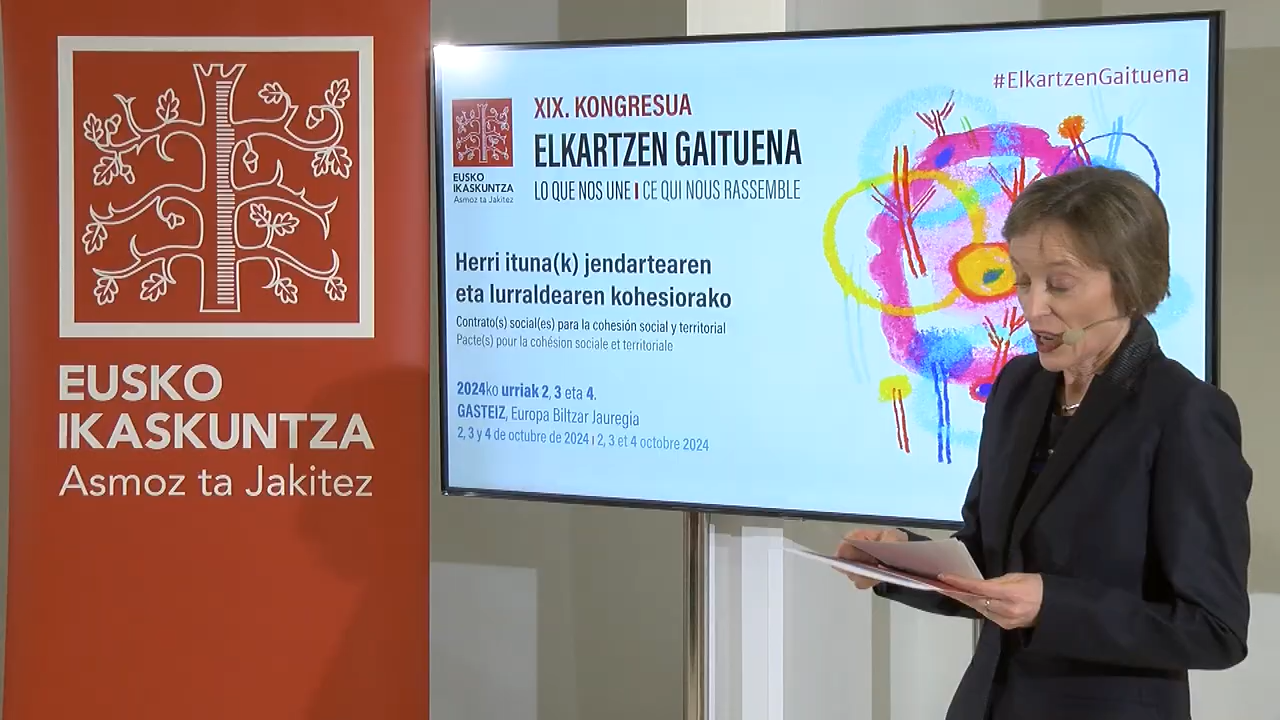 EUSKO
IKASKUNTZA
Asmoz ta Jakitez
#ElkartzenGaituena
EUSKO
IKASKUNTZA
Asmoz ta Jakitez
XIX. KONGRESUA
ELKARTZEN GAITUENA
LO QUE NOS UNE I CE QUI NOUS RASSEMBLE
Herri ituna(k) jendartearen
eta lurraldearen kohesiorako
Contrato(s) social(es) para la cohesión social y territorial
Pacte(s) pour la cohésion sociale et territoriale
2024ko urriak 2, 3 eta 4.
GASTEIZ, Europa Biltzar Jauregia
2, 3 y 4 de octubre de 2024 I 2, 3 et 4 octobre 2024